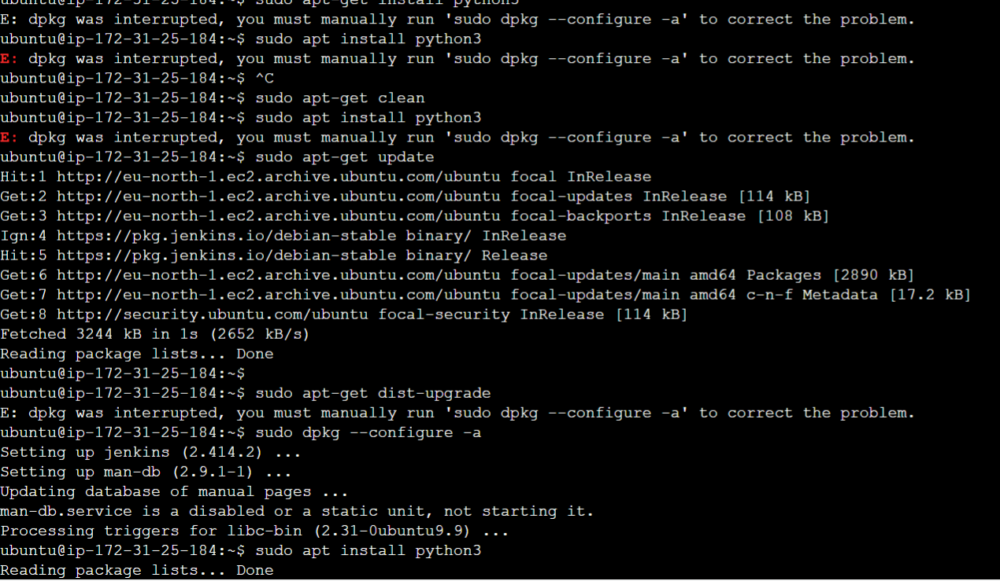 ubuntu@ip-172-31-25-184:~$ sudo apt-get install python3
E: dpkg was interrupted, you must manually run 'sudo dpkg --configure -a' to correct the problem.
ubuntu@ip-172-31-25-184:~$ sudo apt install python3
E: dpkg was interrupted, you must manually run 'sudo dpkg --configure -a' to correct the problem.
ubuntu@ip-172-31-25-184:~$ ^C
ubuntu@ip-172-31-25-184:~$ sudo apt-get clean
ubuntu@ip-172-31-25-184:~$ sudo apt install python3
E: dpkg was interrupted, you must manually run 'sudo dpkg --configure -a' to correct the problem.
ubuntu@ip-172-31-25-184:~$ sudo apt-get update
Hit:1 http://eu-north-1.ec2.archive.ubuntu.com/ubuntu focal InRelease
Get:2 http://eu-north-1.ec2.archive.ubuntu.com/ubuntu focal-updates InRelease [114 kB]
Get:3 http://eu-north-1.ec2.archive.ubuntu.com/ubuntu focal-backports InRelease [108 kB]
Ign:4 https://pkg.jenkins.io/debian-stable binary/ InRelease
Hit:5 https://pkg.jenkins.io/debian-stable binary/ Release
Get:6 http://eu-north-1.ec2.archive.ubuntu.com/ubuntu focal-updates/main amd64 Packages [2890 kB]
Get:7 http://eu-north-1.ec2.archive.ubuntu.com/ubuntu focal-updates/main amd64 c-n-f Metadata [17.2 kB]
Get:8 http://security.ubuntu.com/ubuntu focal-security InRelease [114 kB]
Fetched 3244 kB in 1s (2652 kB/s)
Reading package lists... Done
ubuntu@ip-172-31-25-184:~$
ubuntu@ip-172-31-25-184:~$ sudo apt-get dist-upgrade
E: dpkg was interrupted, you must manually run 'sudo dpkg --configure -a' to correct the problem.
ubuntu@ip-172-31-25-184:~$ sudo dpkg --configure -a
Setting up jenkins (2.414.2) ...
Setting up man-db (2.9.1-1) ...
Updating database of manual pages ...
man-db.service is a disabled or a static unit, not starting it.
Processing triggers for libc-bin (2.31-0ubuntu9.9) ...
ubuntu@ip-172-31-25-184:~$ sudo apt install python3
Reading package lists... Done